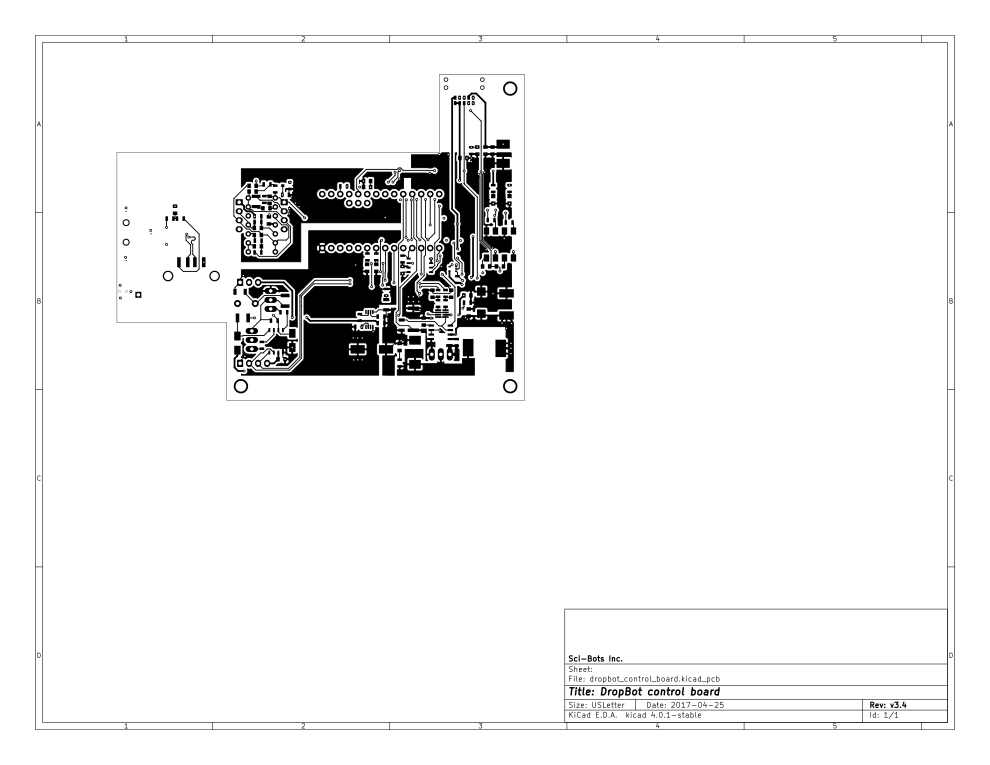 1 2 3 4 5
A A
B B
C C
D D
Sci-Bots Inc.
Sheet:
File: dropbot_control_board.kicad_pcb
Title: DropBot control board
Size: USLetter Date: 2017-04-25 Rev: v3.4
KiCad E.D.A. kicad 4.0.1-stable Id: 1/1
1 2 3 4 5